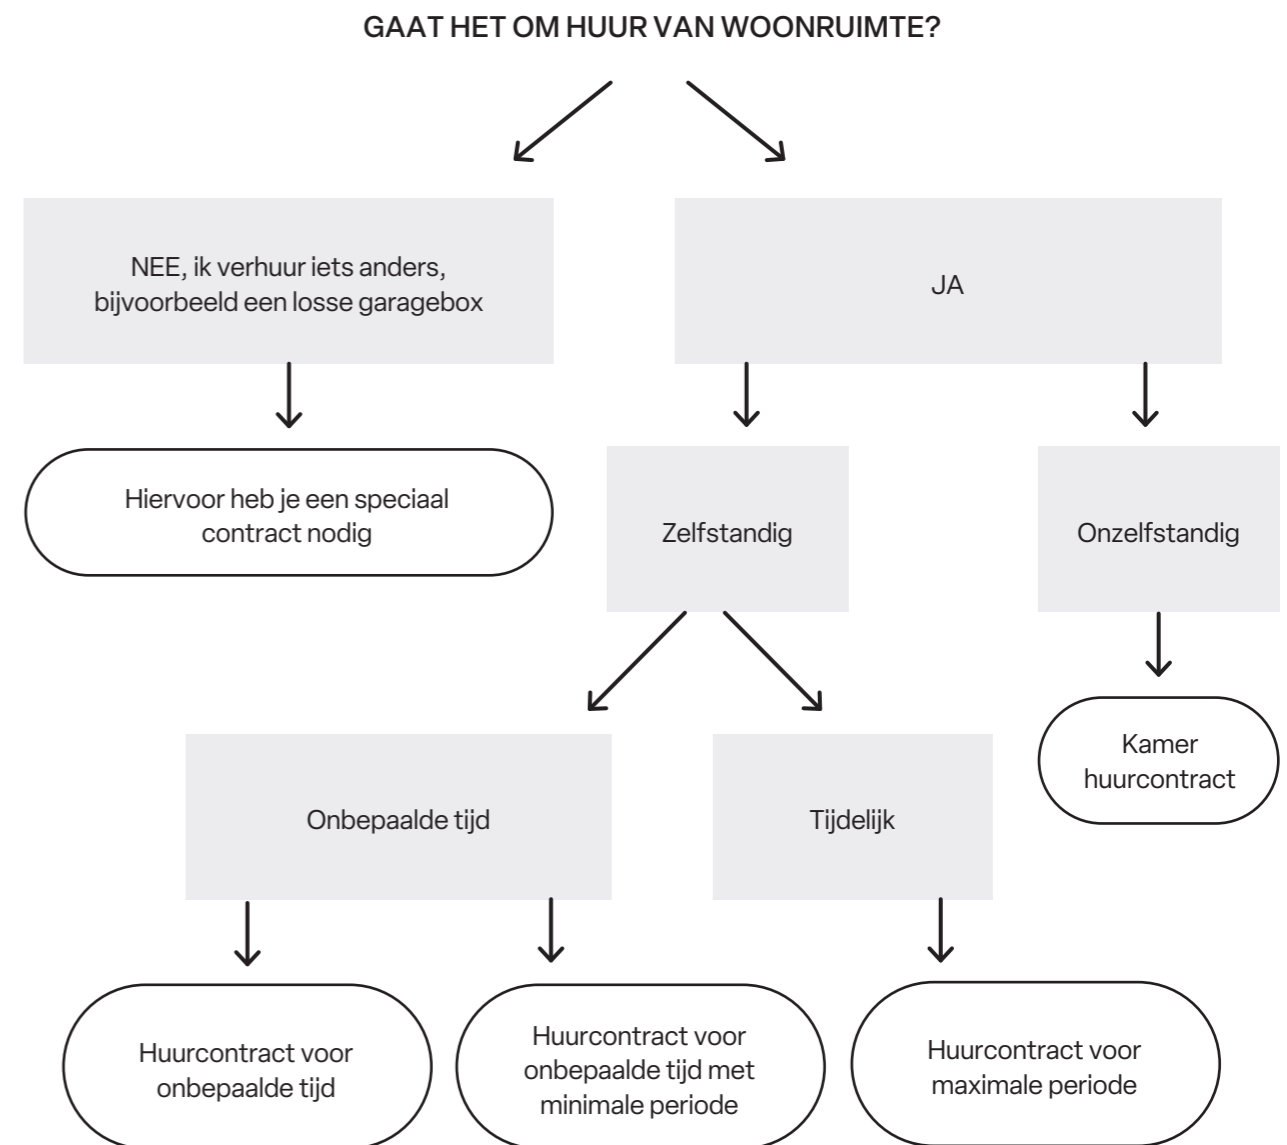 GAAT HET OM HUUR VAN WOONRUIMTE?
NEE, ik verhuur iets anders,
bijvoorbeeld een losse garagebox
JA
Hiervoor heb je een speciaal
contract nodig
Zelfstandig
Onzelfstandig
Kamer
huurcontract
Onbepaalde tijd
Tijdelijk
Huurcontract voor
onbepaalde tijd
Huurcontract voor
onbepaalde tijd met
minimale periode
Huurcontract voor
maximale periode